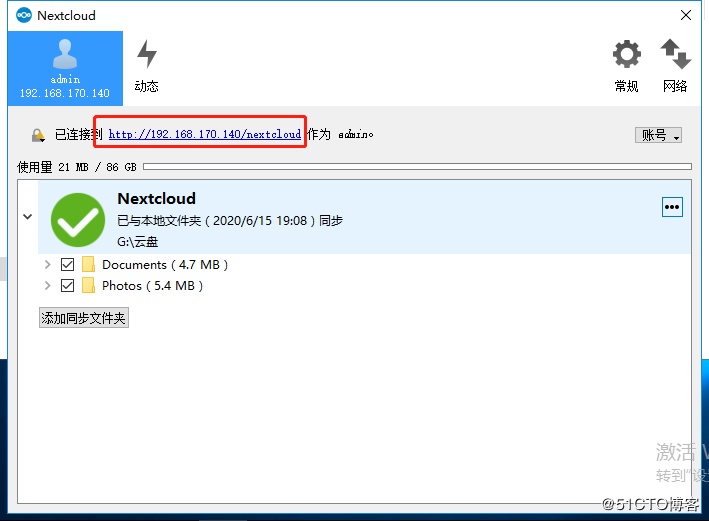 Nextcloud
admin
192.168.170.140
动态
常规
网络
已连接到 http://192.168.170.140/nextcloud 作为 admin。
账号
使用量 21 MB / 86 GB
Nextcloud
已与本地文件夹（2020/6/15 19:08）同步
G:\云盘
Documents（4.7 MB）
Photos（5.4 MB）
添加同步文件夹
激活
转到"设
@51CTO博客